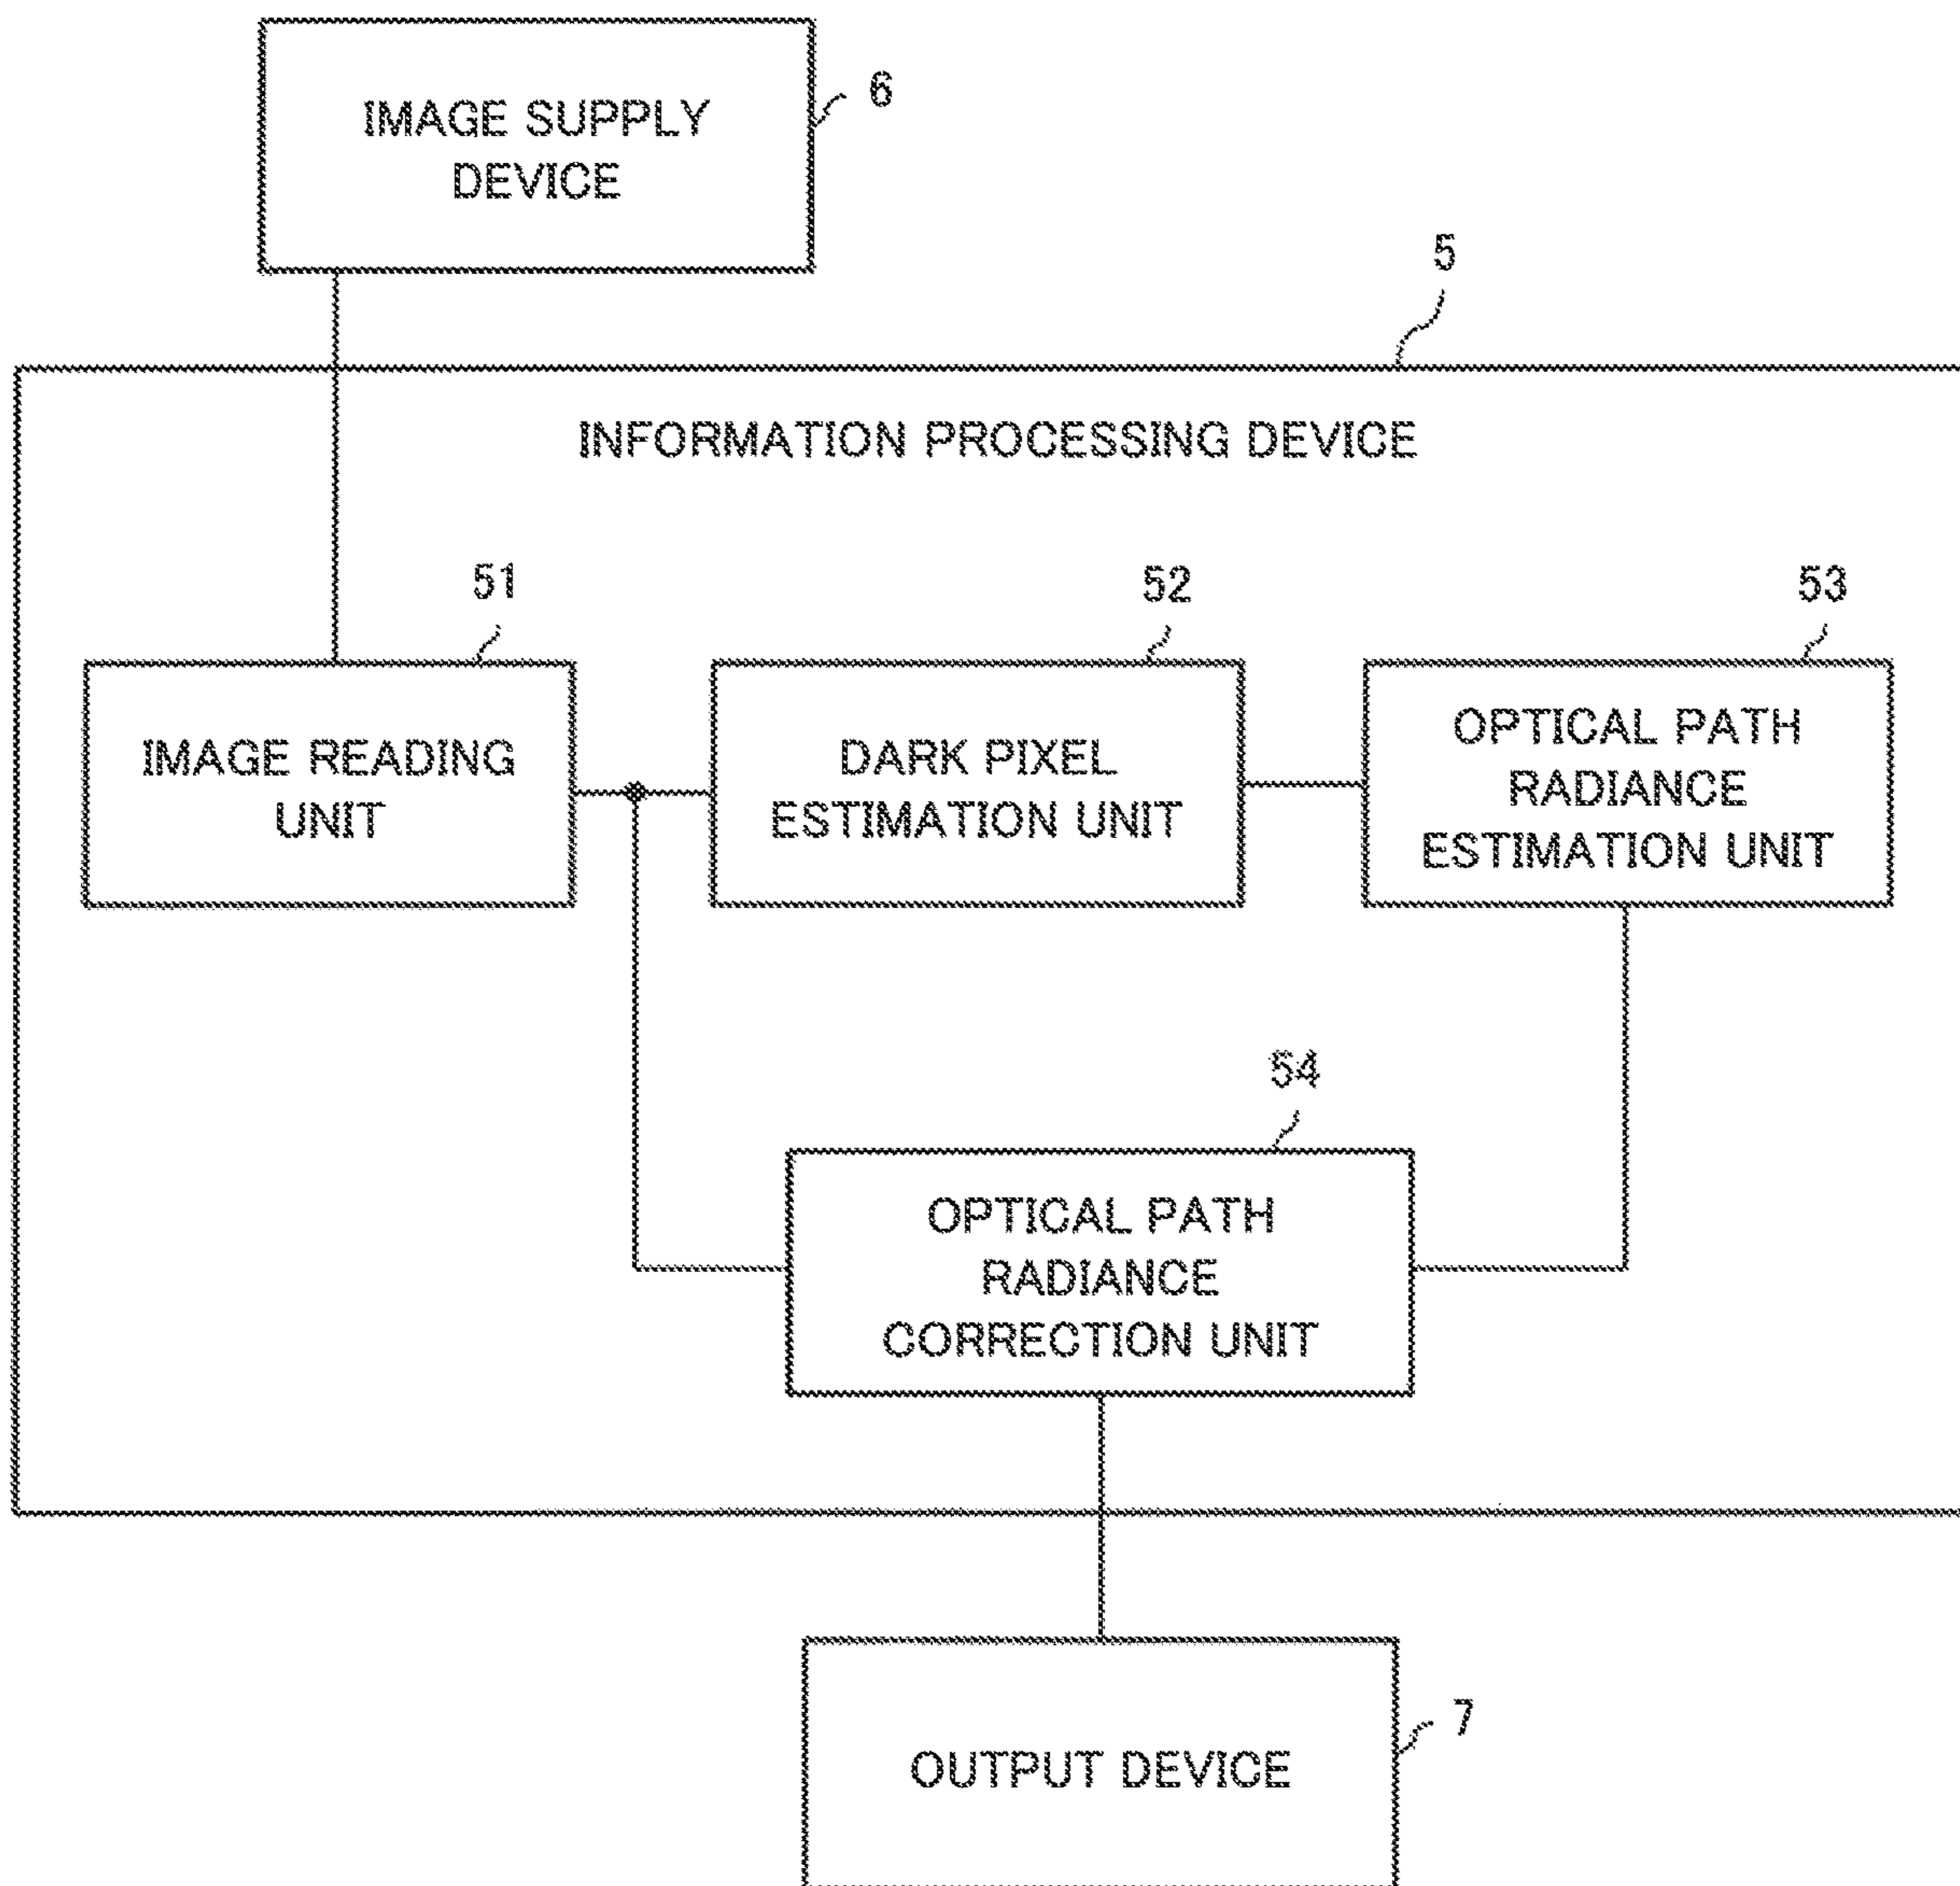 IMAGE SUPPLY
DEVICE
6
5
INFORMATION PROCESSING DEVICE
51
52
53
IMAGE READING
UNIT
DARK PIXEL
ESTIMATION UNIT
OPTICAL PATH
RADIANCE
ESTIMATION UNIT
54
OPTICAL PATH
RADIANCE
CORRECTION UNIT
7
OUTPUT DEVICE